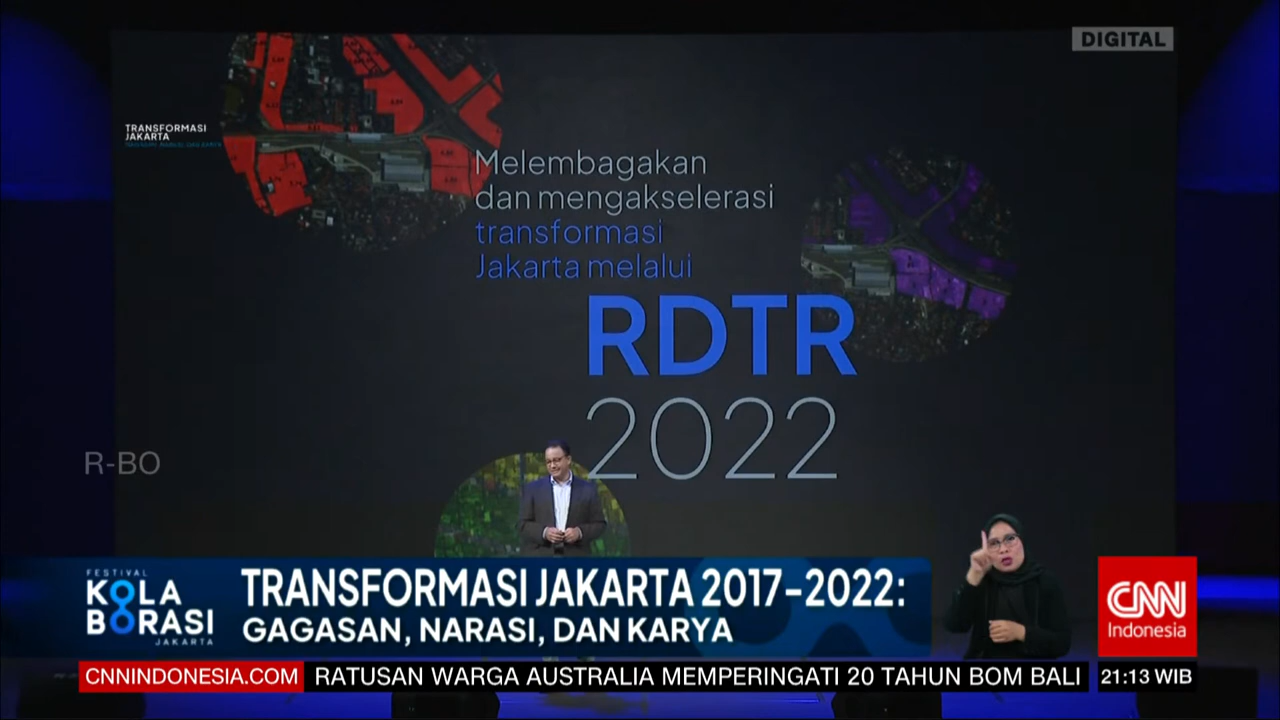 DIGITAL
TRANSFORMASI
JAKARTA
Melembagakan
dan mengakselerasi
transformasi
Jakarta melalui
RDTR
2022
R-BO
FESTIVAL
KOLA
BORASI
JAKARTA
TRANSFORMASI JAKARTA 2017-2022:
GAGASAN, NARASI, DAN KARYA
CNN
Indonesia
CNNINDONESIA.COM
RATUSAN WARGA AUSTRALIA MEMPERINGATI 20 TAHUN BOM BALI
21:13 WIB